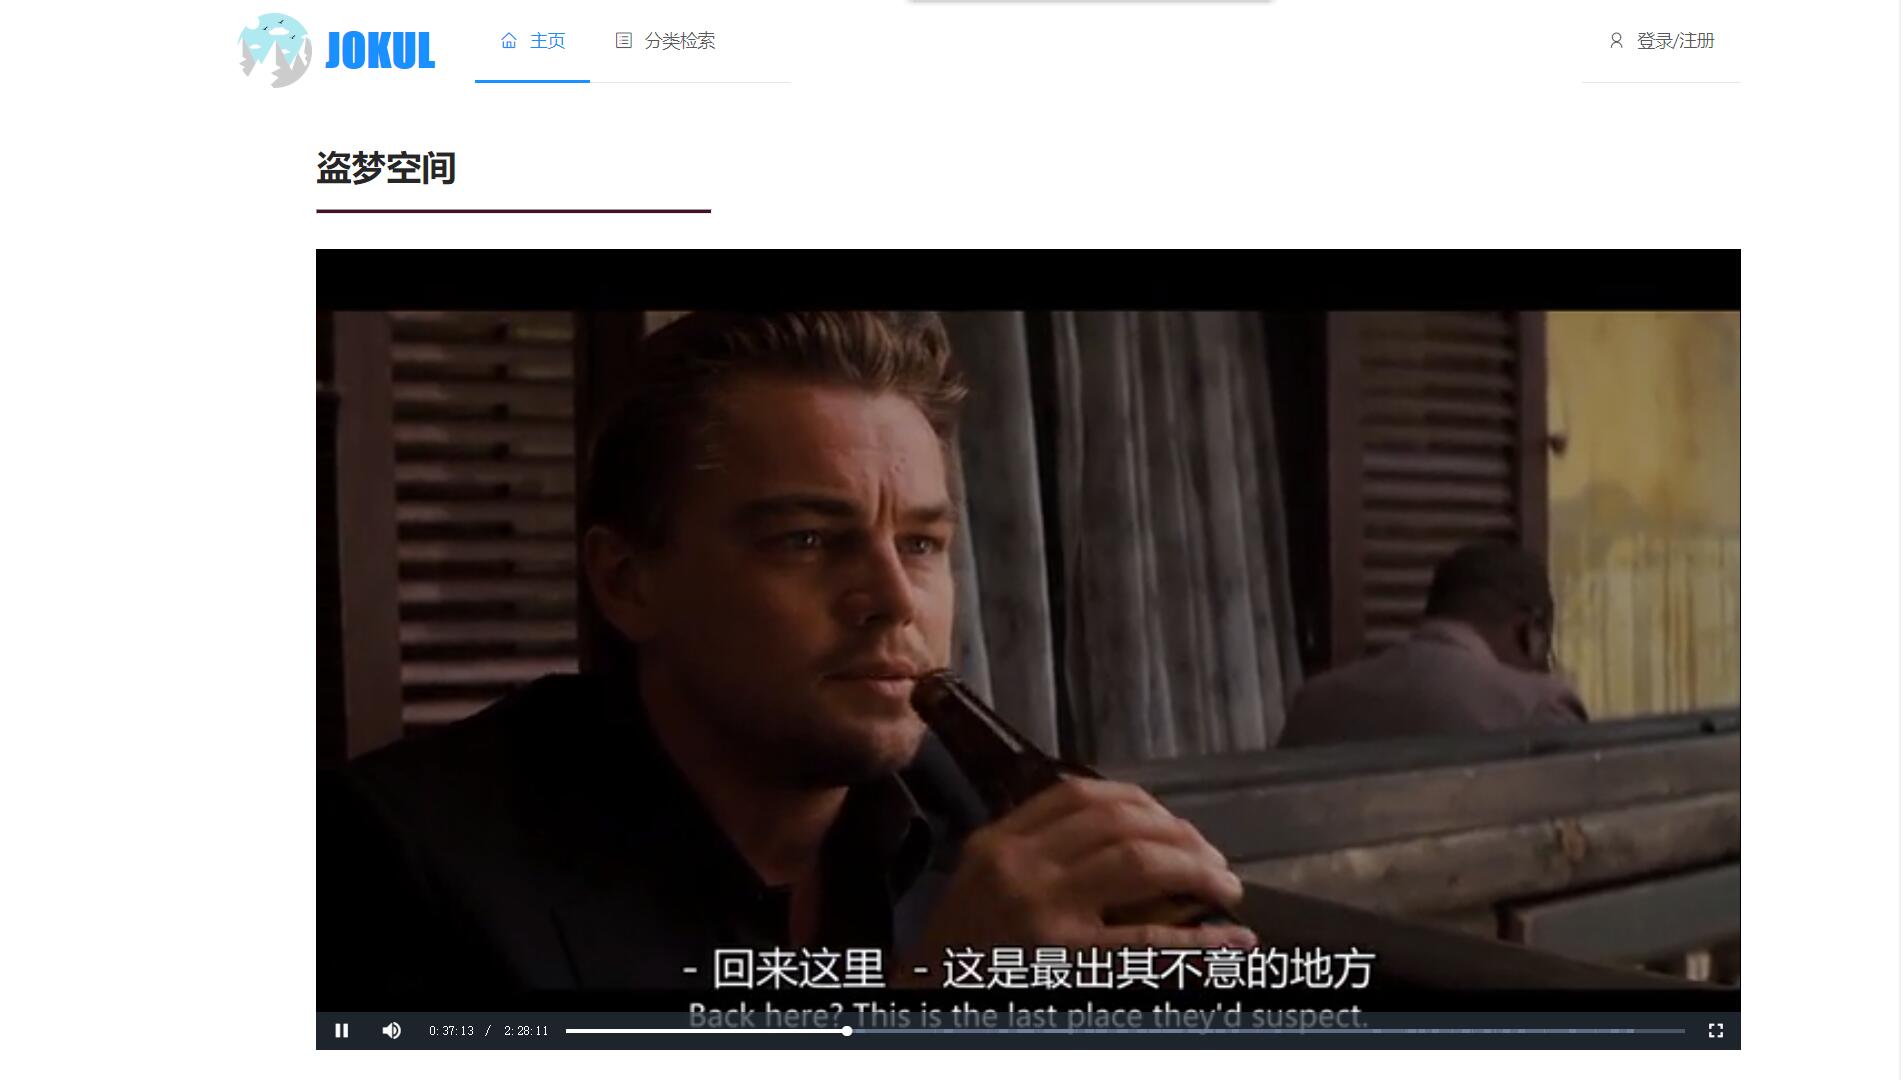 JOKUL
主页
分类检索
登录/注册
盗梦空间
- 回来这里 - 这是最出其不意的地方
Back here? This is the last place they'd suspect.
0:37:13 / 2:28:11